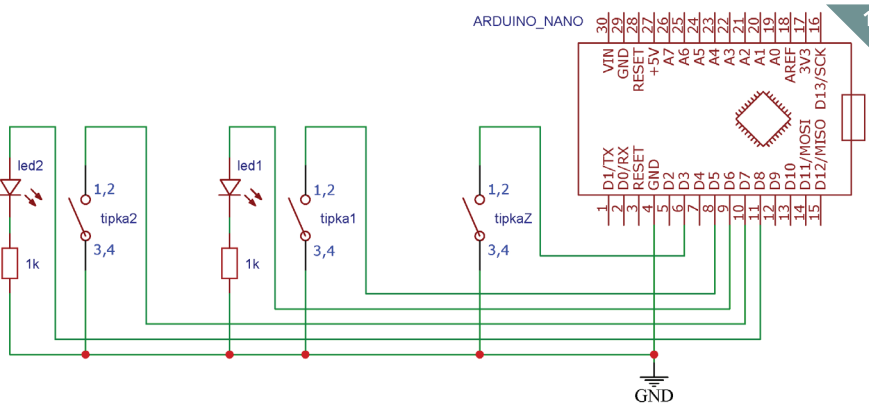 ARDUINO_NANO
30 29 28 27 26 25 24 23 22 21 20 19 18 17 16
VIN GND RESET +5V A7 A6 A5 A4 A3 A2 A1 A0 AREF 3V3 D13/SCK
D1/TX D0/RX RESET GND D2 D3 D4 D5 D6 D7 D8 D9 D10 D11/MOSI D12/MISO
1 2 3 4 5 6 7 8 9 10 11 12 13 14 15
led2
1,2
tipka2
3,4
1k
led1
1,2
tipka1
3,4
1k
1,2
tipkaZ
3,4
GND